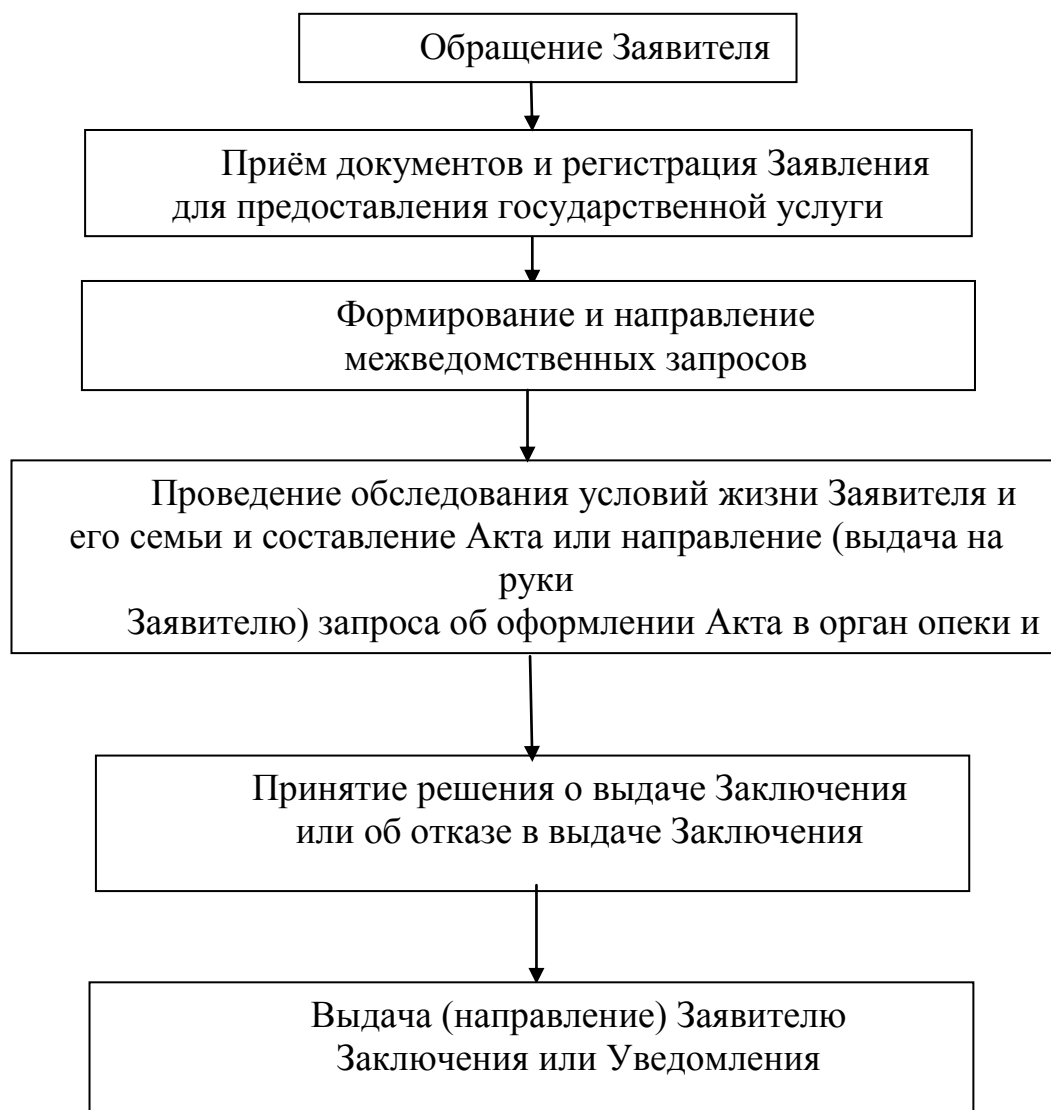 Обращение Заявителя
Приём документов и регистрация Заявления
для предоставления государственной услуги
Формирование и направление
межведомственных запросов
Проведение обследования условий жизни Заявителя и
его семьи и составление Акта или направление (выдача на
руки
Заявителю) запроса об оформлении Акта в орган опеки и
Принятие решения о выдаче Заключения
или об отказе в выдаче Заключения
Выдача (направление) Заявителю
Заключения или Уведомления